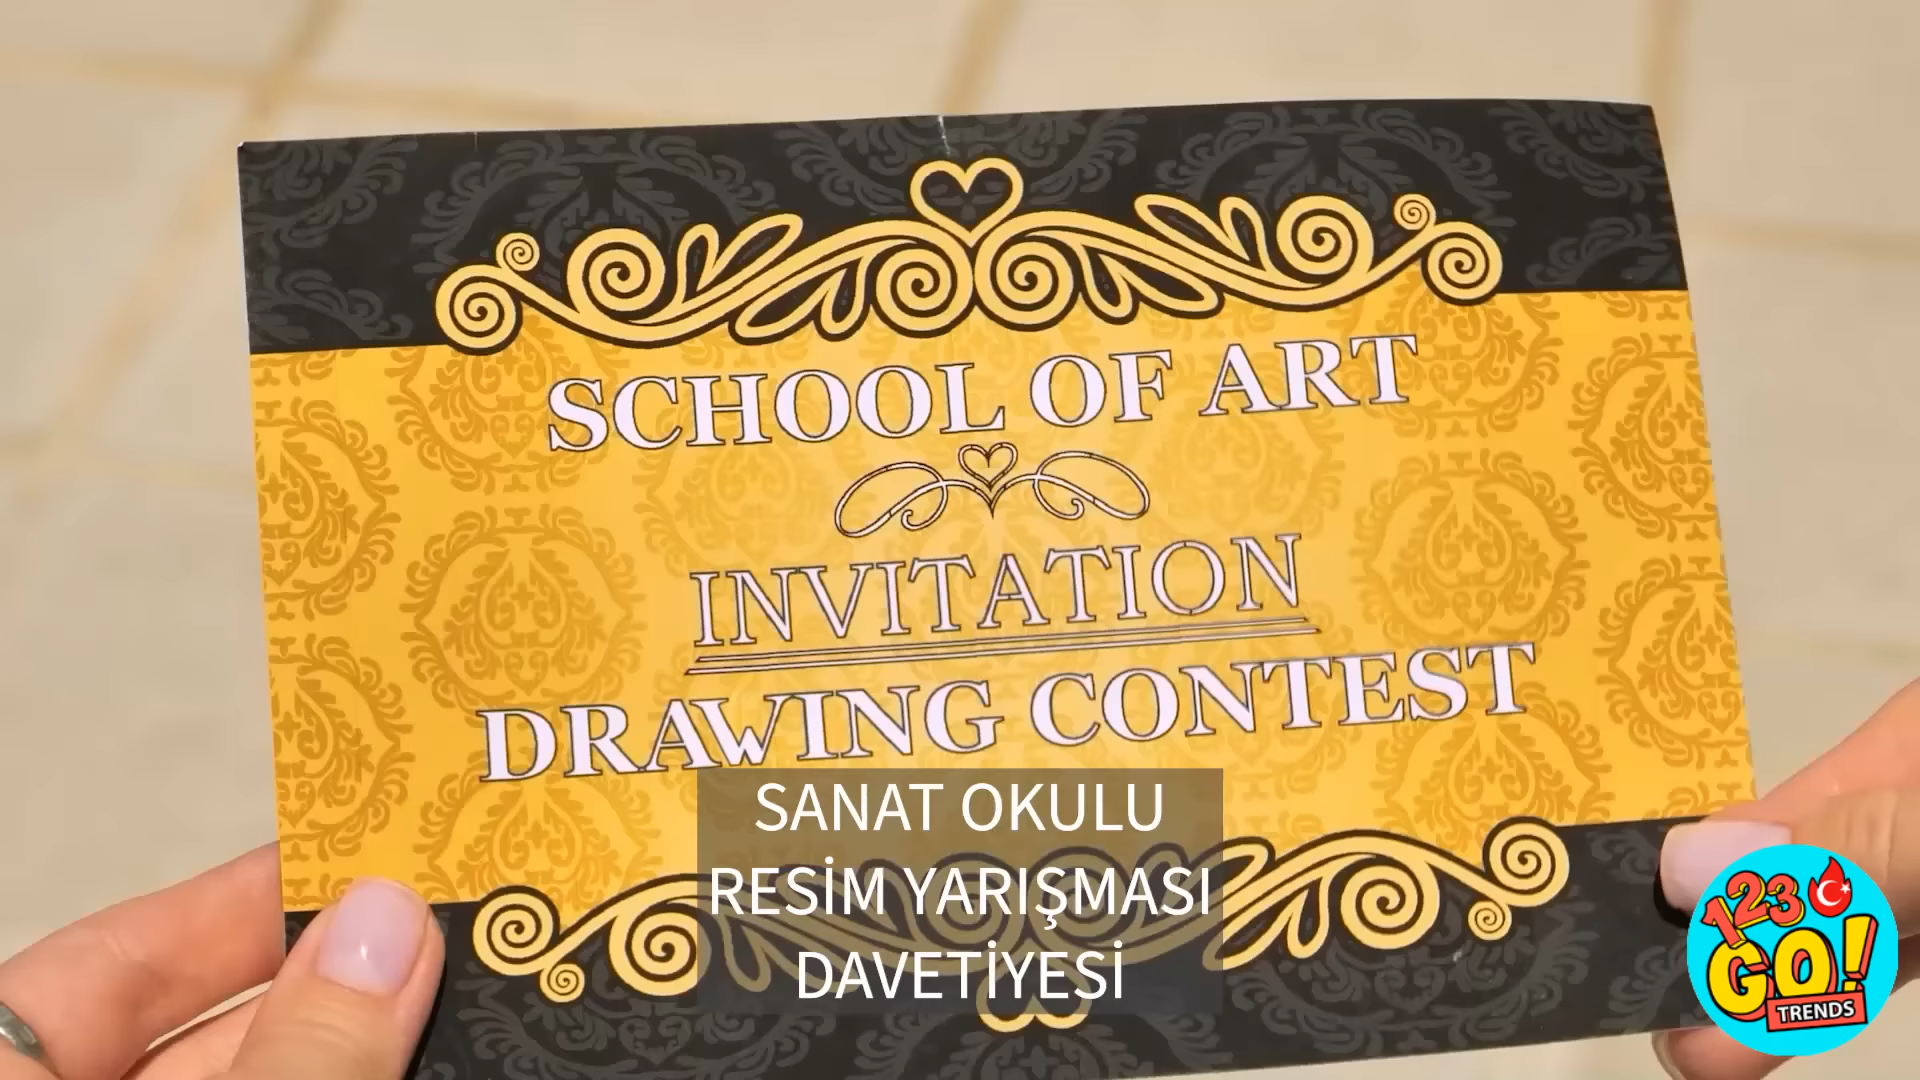 SCHOOL OF ART
INVITATION
DRAWING CONTEST
SANAT OKULU
RESİM YARIŞMASI
DAVETİYESİ
123
GO!
TRENDS